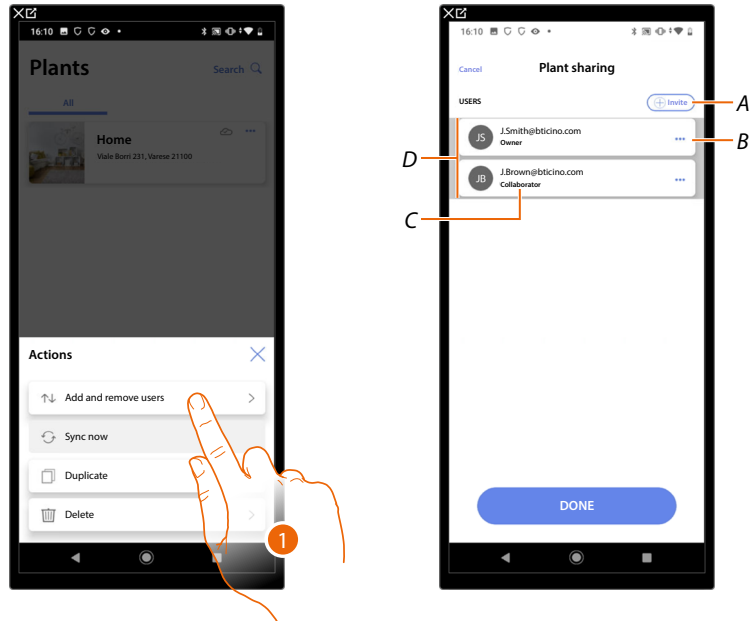 16:10
Plants
Search
All
Home
Viale Borri 231, Varese 21100
Actions
Add and remove users
Sync now
Duplicate
Delete
1
16:10
Cancel
Plant sharing
USERS
Invite
A
JS
J.Smith@bticino.com
Owner
B
D
JB
J.Brown@bticino.com
Collaborator
C
DONE